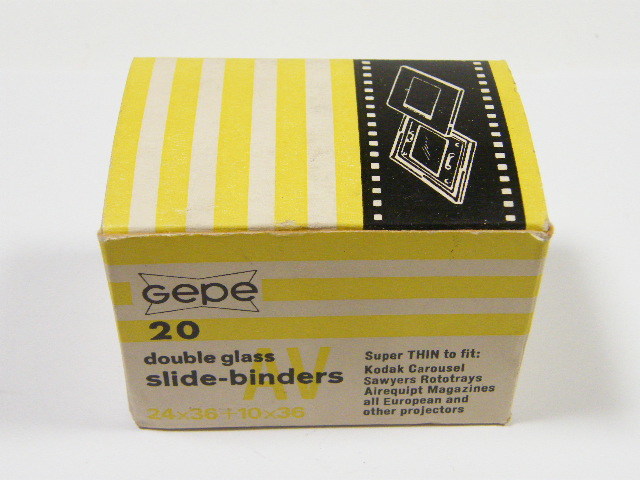 Gepe
20
double glass
slide-binders
AV
24x36 10x36
Super THIN to fit:
Kodak Carousel
Sawyers Rototrays
Airequipt Magazines
all European and
other projectors